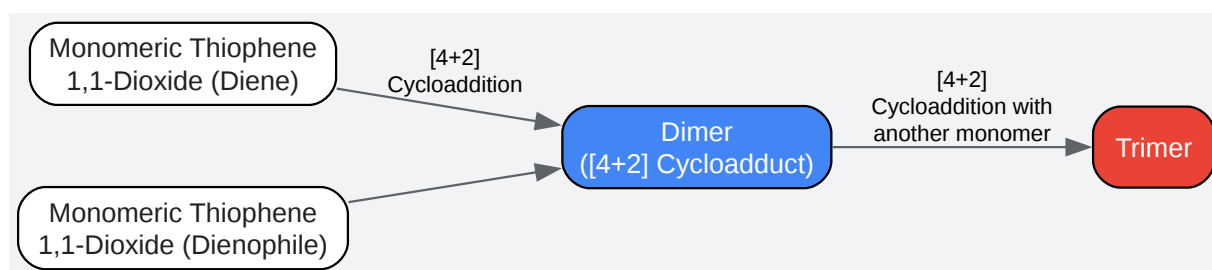 Monomeric Thiophene
1,1-Dioxide (Diene)
[4+2]
Cycloaddition
Monomeric Thiophene
1,1-Dioxide (Dienophile)
Dimer
([4+2] Cycloadduct)
[4+2]
Cycloaddition with
another monomer
Trimer